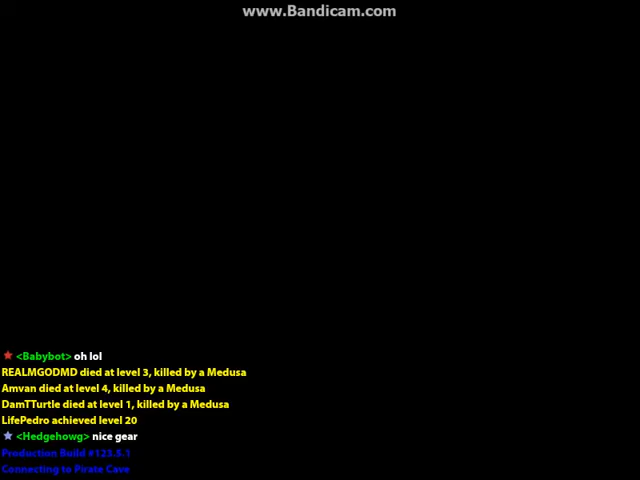 www.Bandicam.com
<Babybot> oh lol
REALMGODMD died at level 3, killed by a Medusa
Amvan died at level 4, killed by a Medusa
DamTTurtle died at level 1, killed by a Medusa
LifePedro achieved level 20
<Hedgehowg> nice gear
Production Build #123.5.1
Connecting to Pirate Cave